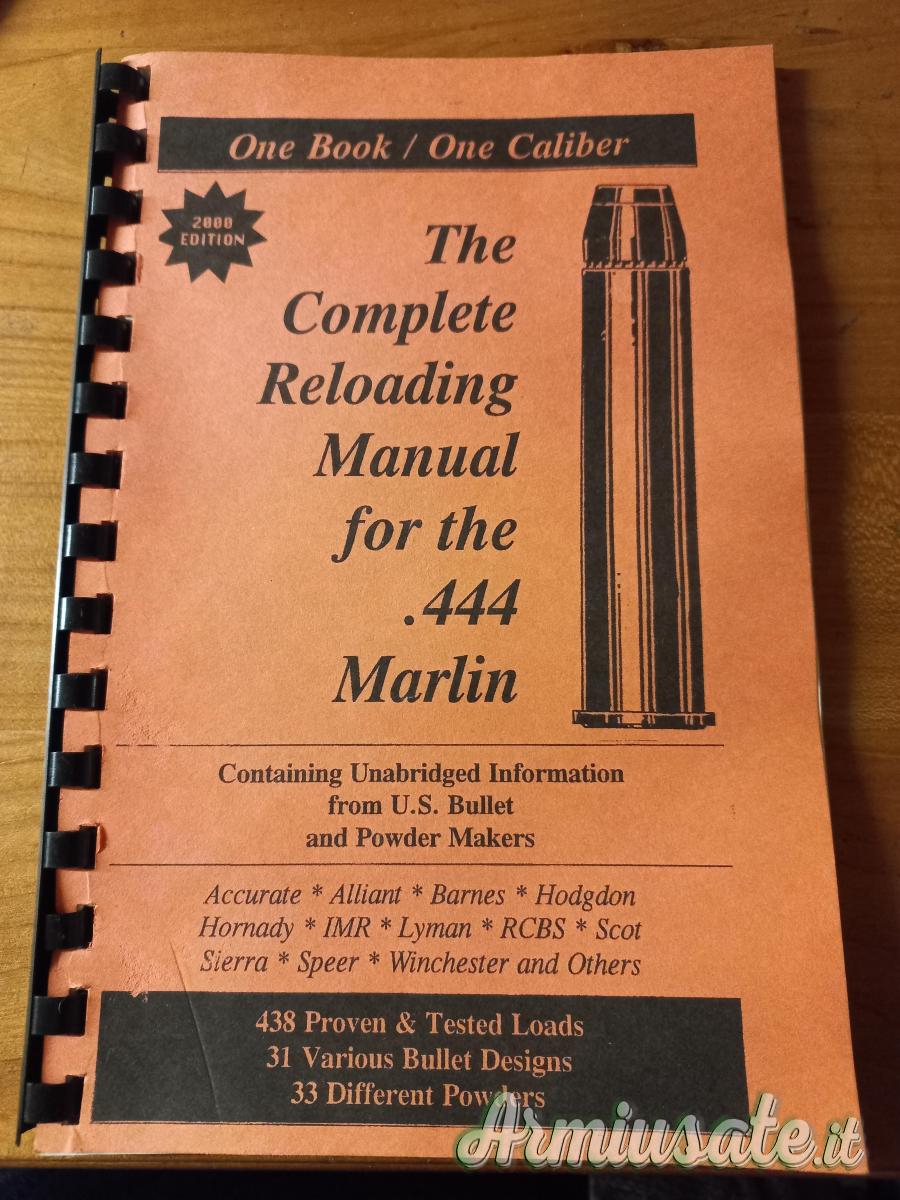 One Book / One Caliber
2000
EDITION
The
Complete
Reloading
Manual
for the
.444
Marlin
Containing Unabridged Information
from U.S. Bullet
and Powder Makers
Accurate * Alliant * Barnes * Hodgdon
Hornady * IMR * Lyman * RCBS * Scot
Sierra * Speer * Winchester and Others
438 Proven & Tested Loads
31 Various Bullet Designs
33 Different Powders
Armiusate.it